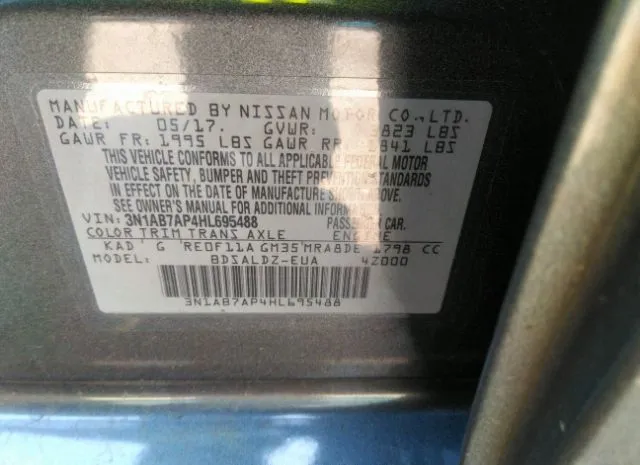 MANUFACTURED BY NISSAN MOTOR CO., LTD.
DATE: 05/17. GVWR: 3823 LBS
GAWR FR: 1995 LBS GAWR RR: 1841 LBS
THIS VEHICLE CONFORMS TO ALL APPLICABLE FEDERAL MOTOR
VEHICLE SAFETY, BUMPER AND THEFT PREVENTION STANDARDS
IN EFFECT ON THE DATE OF MANUFACTURE SHOWN ABOVE.
SEE OWNER'S MANUAL FOR ADDITIONAL INFORMATION
VIN: 3N1AB7AP4HL695488 PASSENGER CAR.
COLOR TRIM TRANS AXLE ENGINE
KAD G RE0F11A GM35 MRA8DE 1798 CC
MODEL: BDSALDZ-EUA 4Z000
3N1AB7AP4HL695488